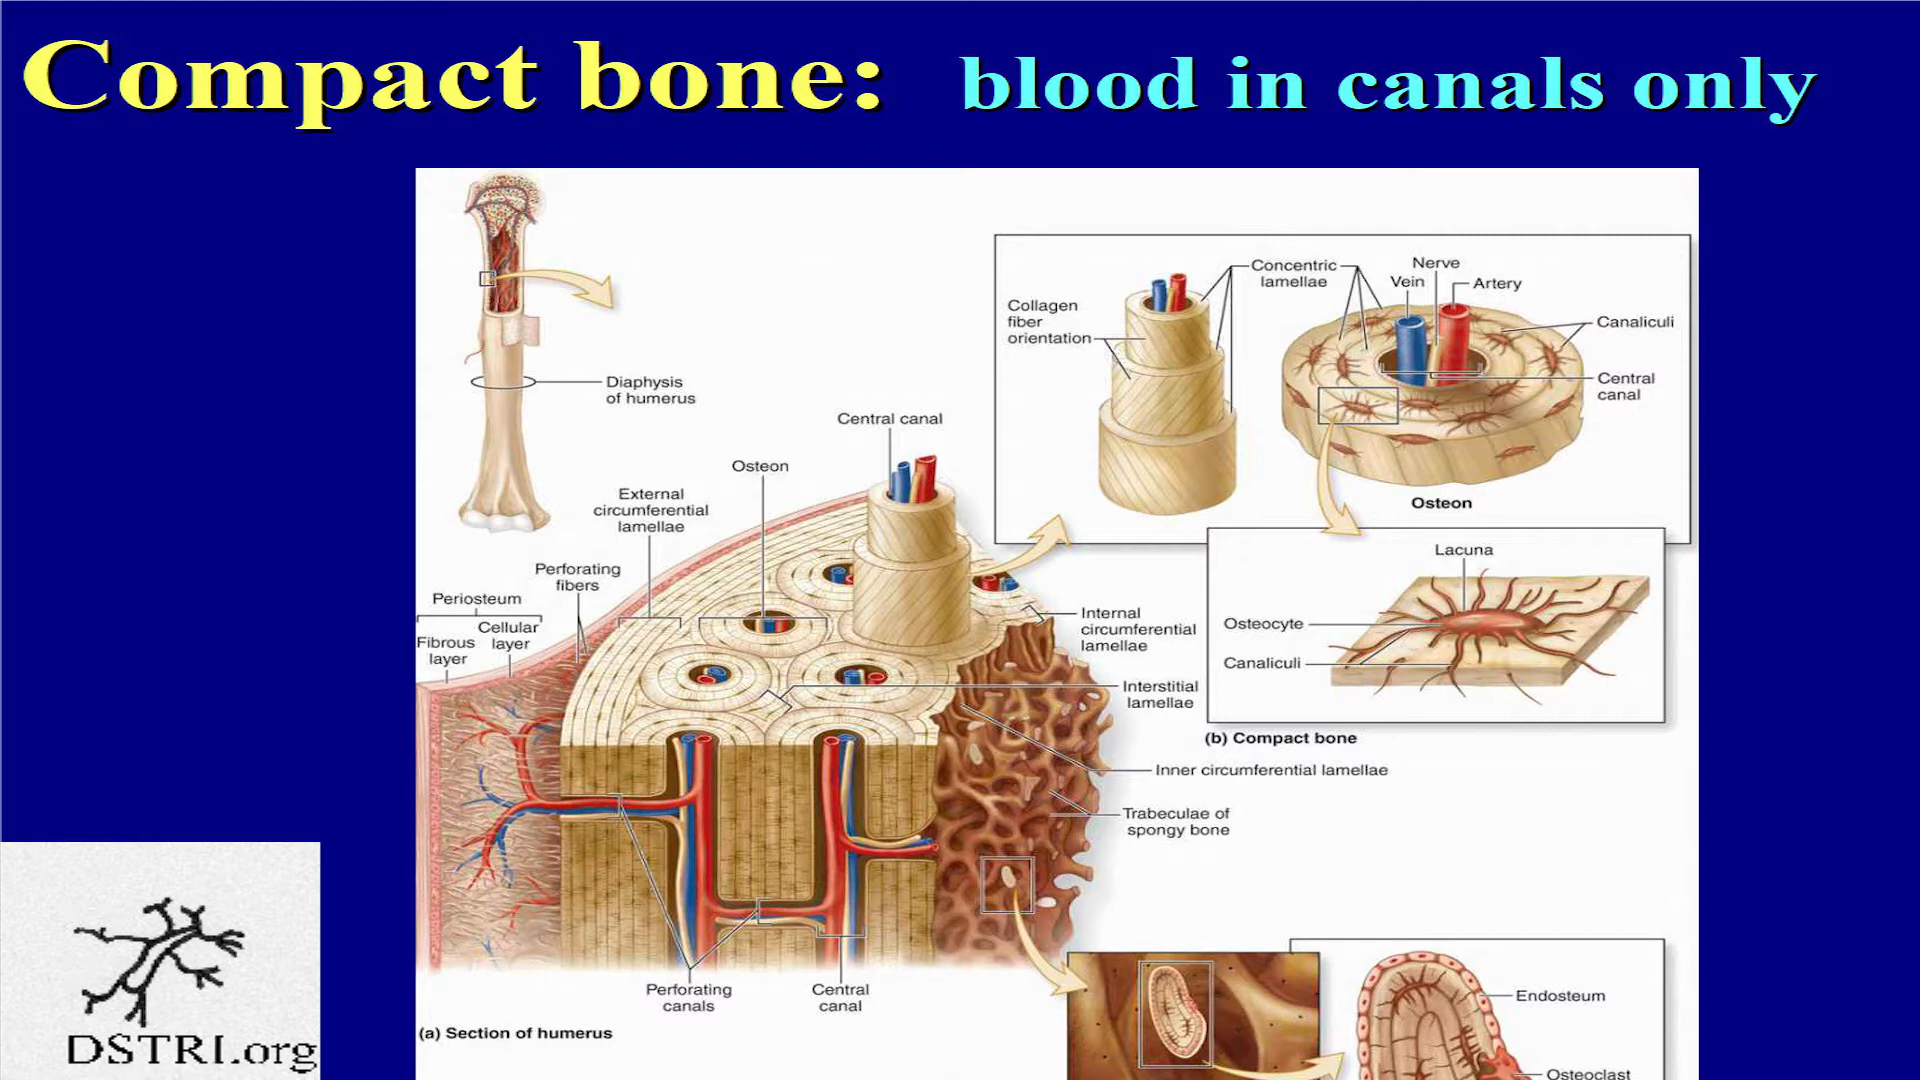 Compact bone: blood in canals only
Diaphysis
of humerus
Central canal
Osteon
External
circumferential
lamellae
Perforating
fibers
Periosteum
Fibrous
layer
Cellular
layer
Collagen
fiber
orientation
Concentric
lamellae
Nerve
Vein
Artery
Canaliculi
Central
canal
Osteon
Lacuna
Osteocyte
Canaliculi
(b) Compact bone
Internal
circumferential
lamellae
Interstitial
lamellae
Inner circumferential lamellae
Trabeculae of
spongy bone
Perforating
canals
Central
canal
(a) Section of humerus
Endosteum
Osteoclast
DSTRI.org